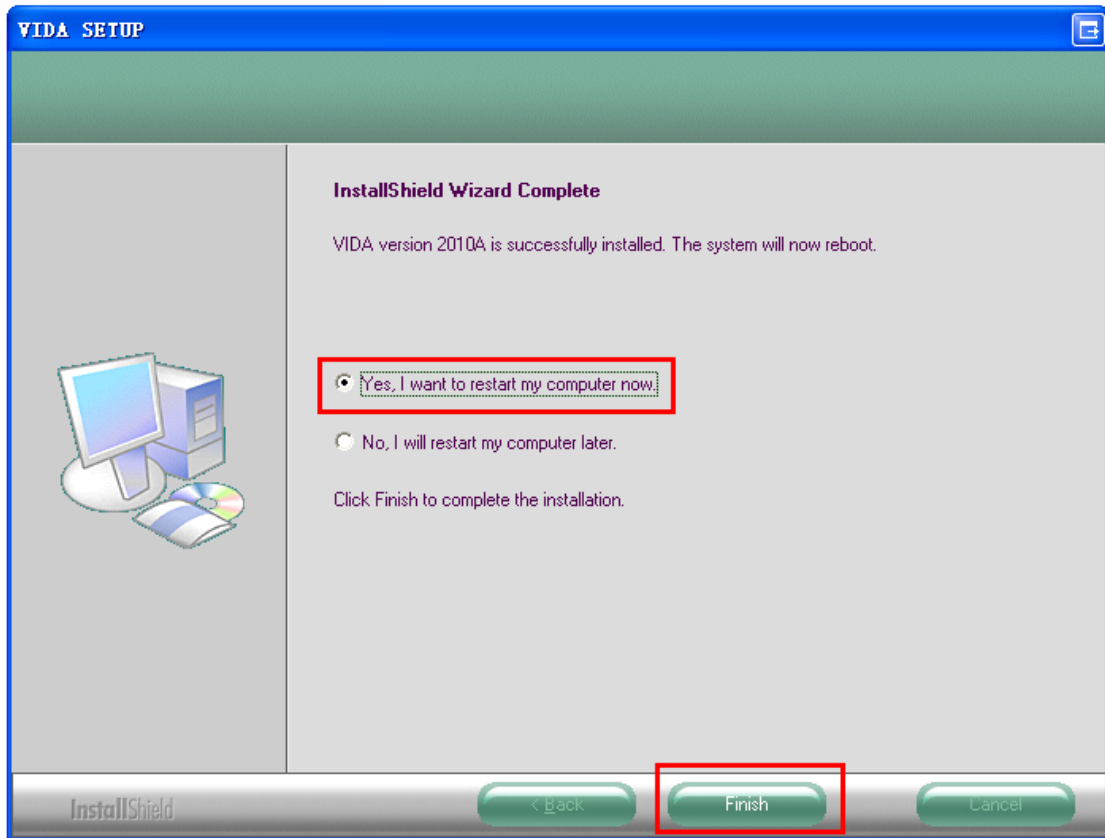 VIDA SETUP
InstallShield Wizard Complete
VIDA version 2010A is successfully installed. The system will now reboot.
Yes, I want to restart my computer now.
No, I will restart my computer later.
Click Finish to complete the installation.
InstallShield
< Back
Finish
Cancel